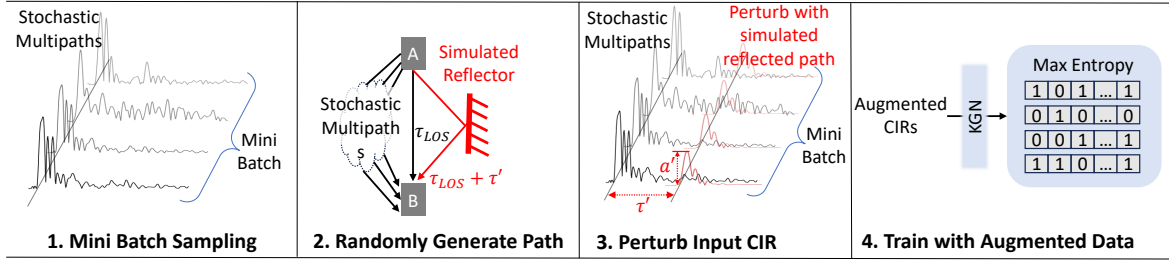 Stochastic
Multipaths
Mini
Batch
1. Mini Batch Sampling
A
Simulated
Reflector
Stochastic
Multipath
s
τ_LOS
τ_LOS + τ′
B
2. Randomly Generate Path
Stochastic
Multipaths
Perturb with
simulated
reflected path
Mini
Batch
a′
τ′
3. Perturb Input CIR
Augmented
CIRs
KGN
Max Entropy
1 0 1 ... 1
0 1 0 ... 0
0 0 1 ... 1
1 1 0 ... 1
4. Train with Augmented Data